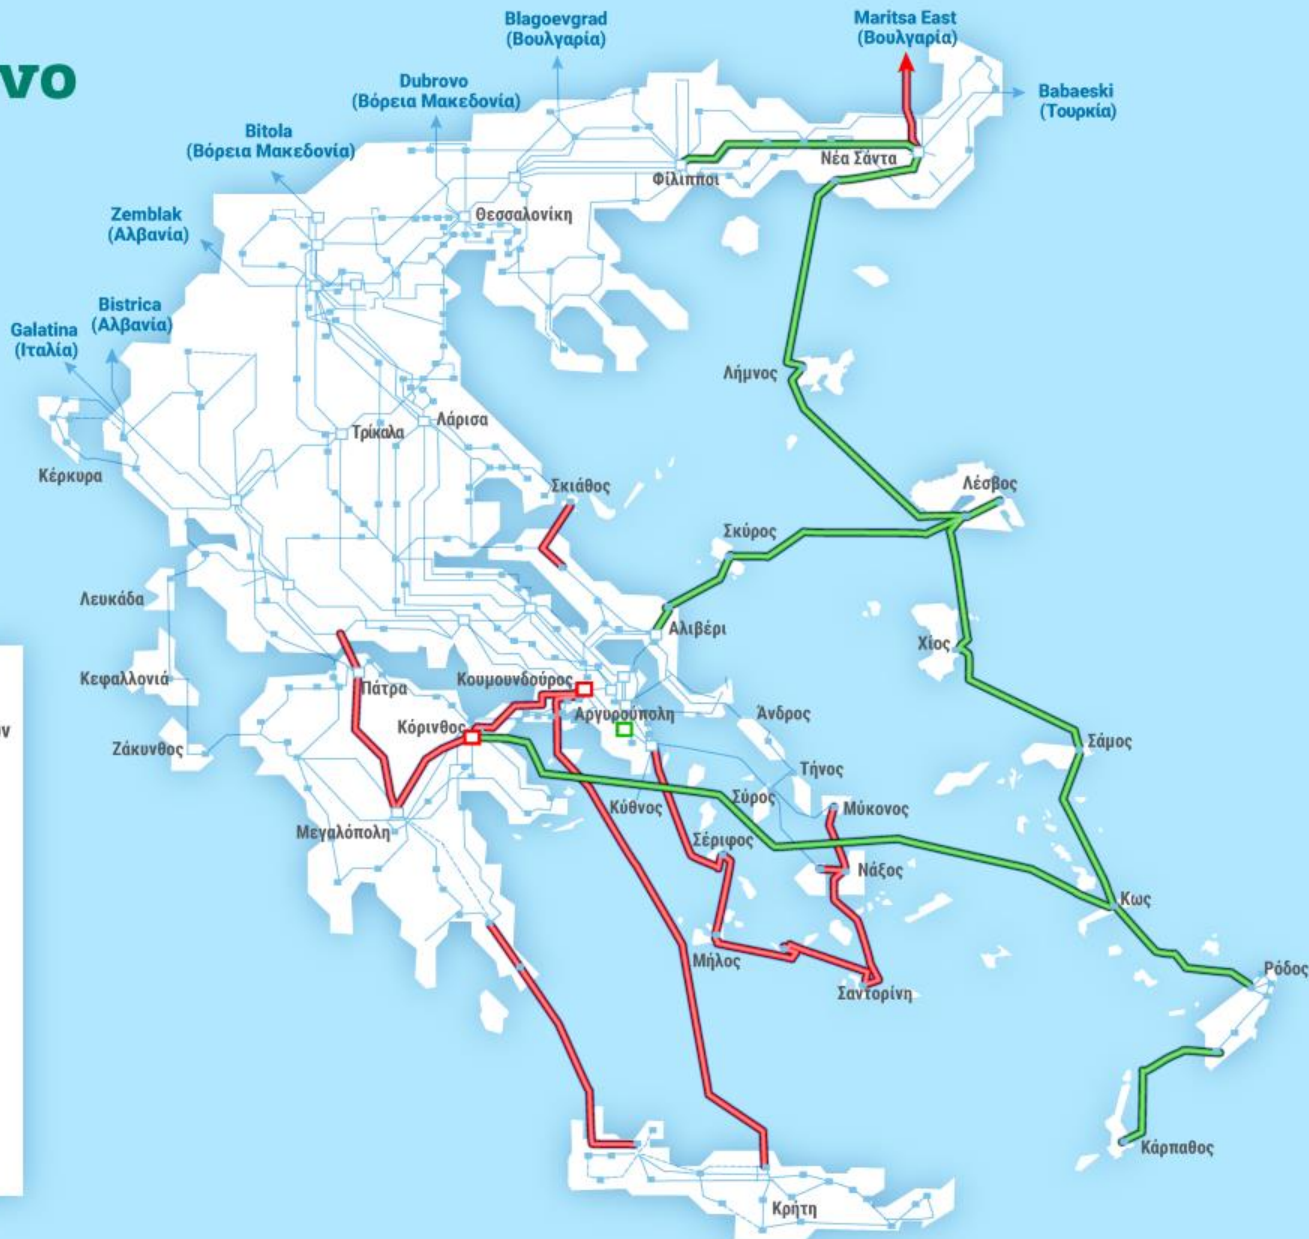 vo
Blagoevgrad
(Βουλγαρία)
Maritsa East
(Βουλγαρία)
Dubrovo
(Βόρεια Μακεδονία)
Babaeski
(Τουρκία)
Bitola
(Βόρεια Μακεδονία)
Νέα Σάντα
Φίλιπποι
Zemblak
(Αλβανία)
Θεσσαλονίκη
Bistrica
(Αλβανία)
Galatina
(Ιταλία)
Λήμνος
Λάρισα
Τρίκαλα
Κέρκυρα
Σκιάθος
Λέσβος
Σκύρος
Λευκάδα
Αλιβέρι
Χίος
Κεφαλλονιά
Πάτρα
Κουμουνδούρος
Αργυρούπολη
Άνδρος
Κόρινθος
Ζάκυνθος
Σάμος
Τήνος
Σύρος
Κύθνος
Μύκονος
Μεγαλόπολη
Σέριφος
Νάξος
Κως
Μήλος
Ρόδος
Σαντορίνη
Κάρπαθος
Κρήτη